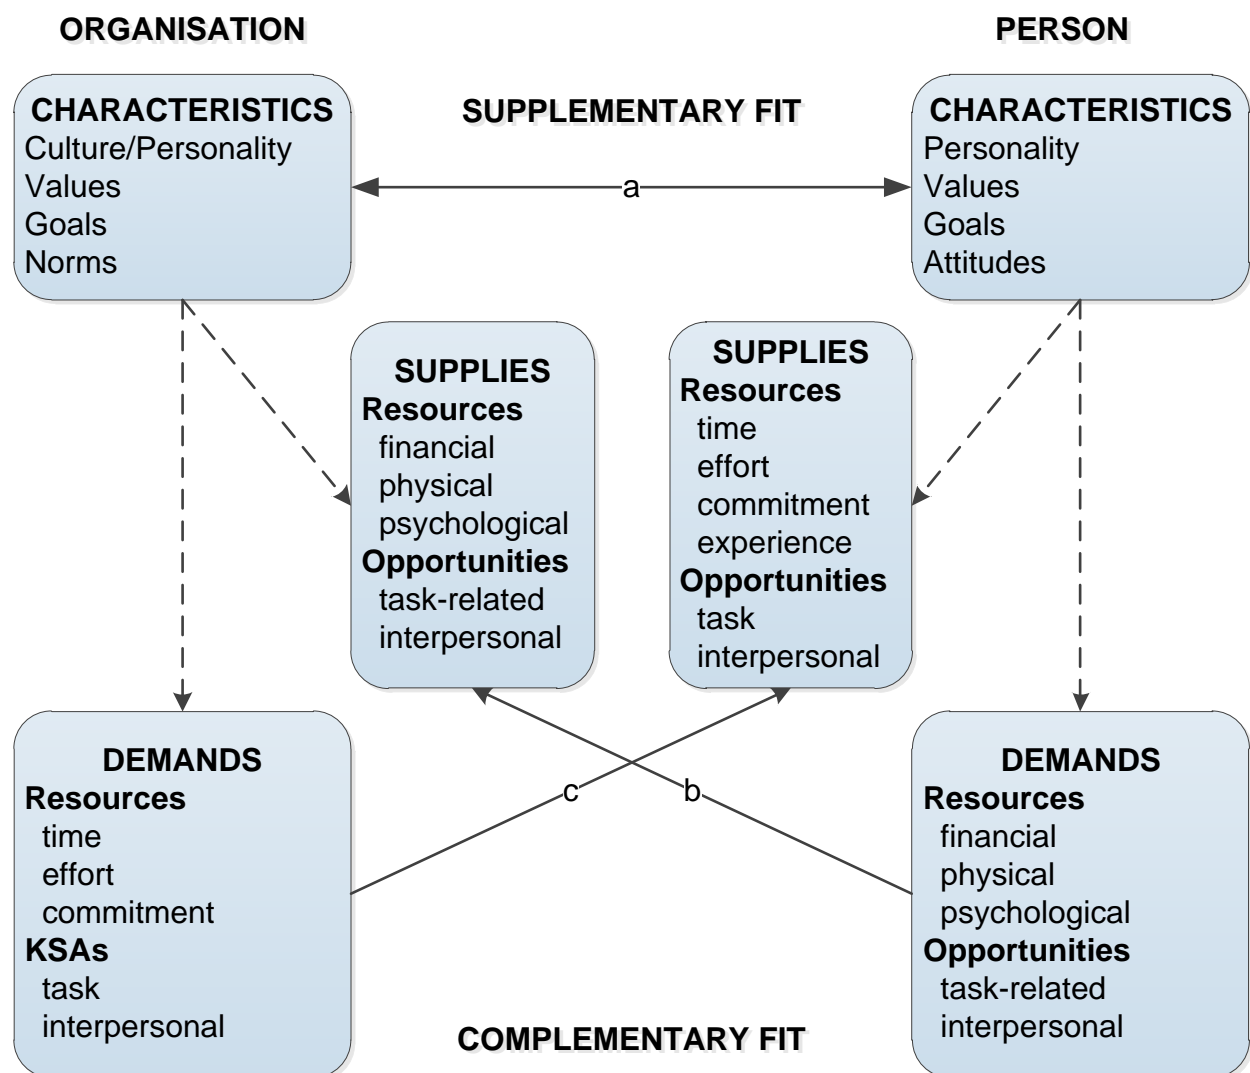 ORGANISATION
PERSON
CHARACTERISTICS
Culture/Personality
Values
Goals
Norms
SUPPLEMENTARY FIT
a
CHARACTERISTICS
Personality
Values
Goals
Attitudes
SUPPLIES
Resources
financial
physical
psychological
Opportunities
task-related
interpersonal
SUPPLIES
Resources
time
effort
commitment
experience
Opportunities
task
interpersonal
DEMANDS
Resources
time
effort
commitment
KSAs
task
interpersonal
c
b
DEMANDS
Resources
financial
physical
psychological
Opportunities
task-related
interpersonal
COMPLEMENTARY FIT